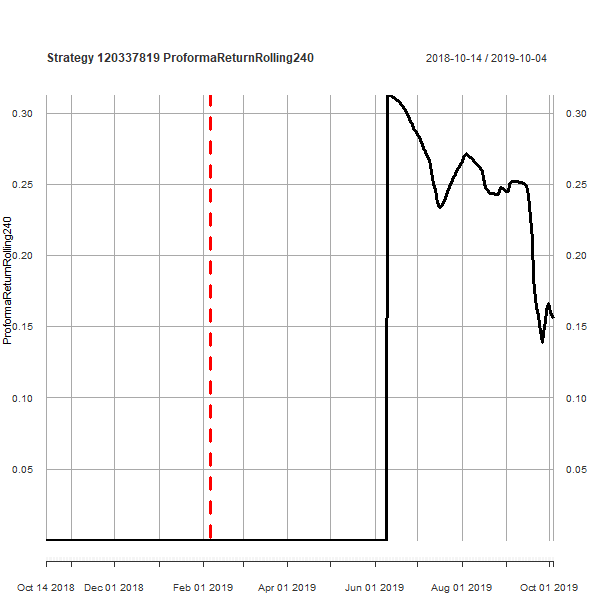 Strategy 120337819 ProformaReturnRolling240
2018-10-14 / 2019-10-04
0.30
0.30
0.25
0.25
0.20
0.20
0.15
0.15
0.10
0.10
0.05
0.05
ProformaReturnRolling240
Oct 14 2018
Dec 01 2018
Feb 01 2019
Apr 01 2019
Jun 01 2019
Aug 01 2019
Oct 01 2019